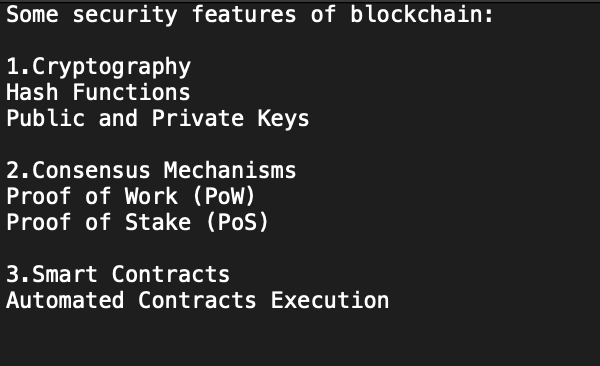 Some security features of blockchain:
1.Cryptography
Hash Functions
Public and Private Keys
2.Consensus Mechanisms
Proof of Work (PoW)
Proof of Stake (PoS)
3.Smart Contracts
Automated Contracts Execution